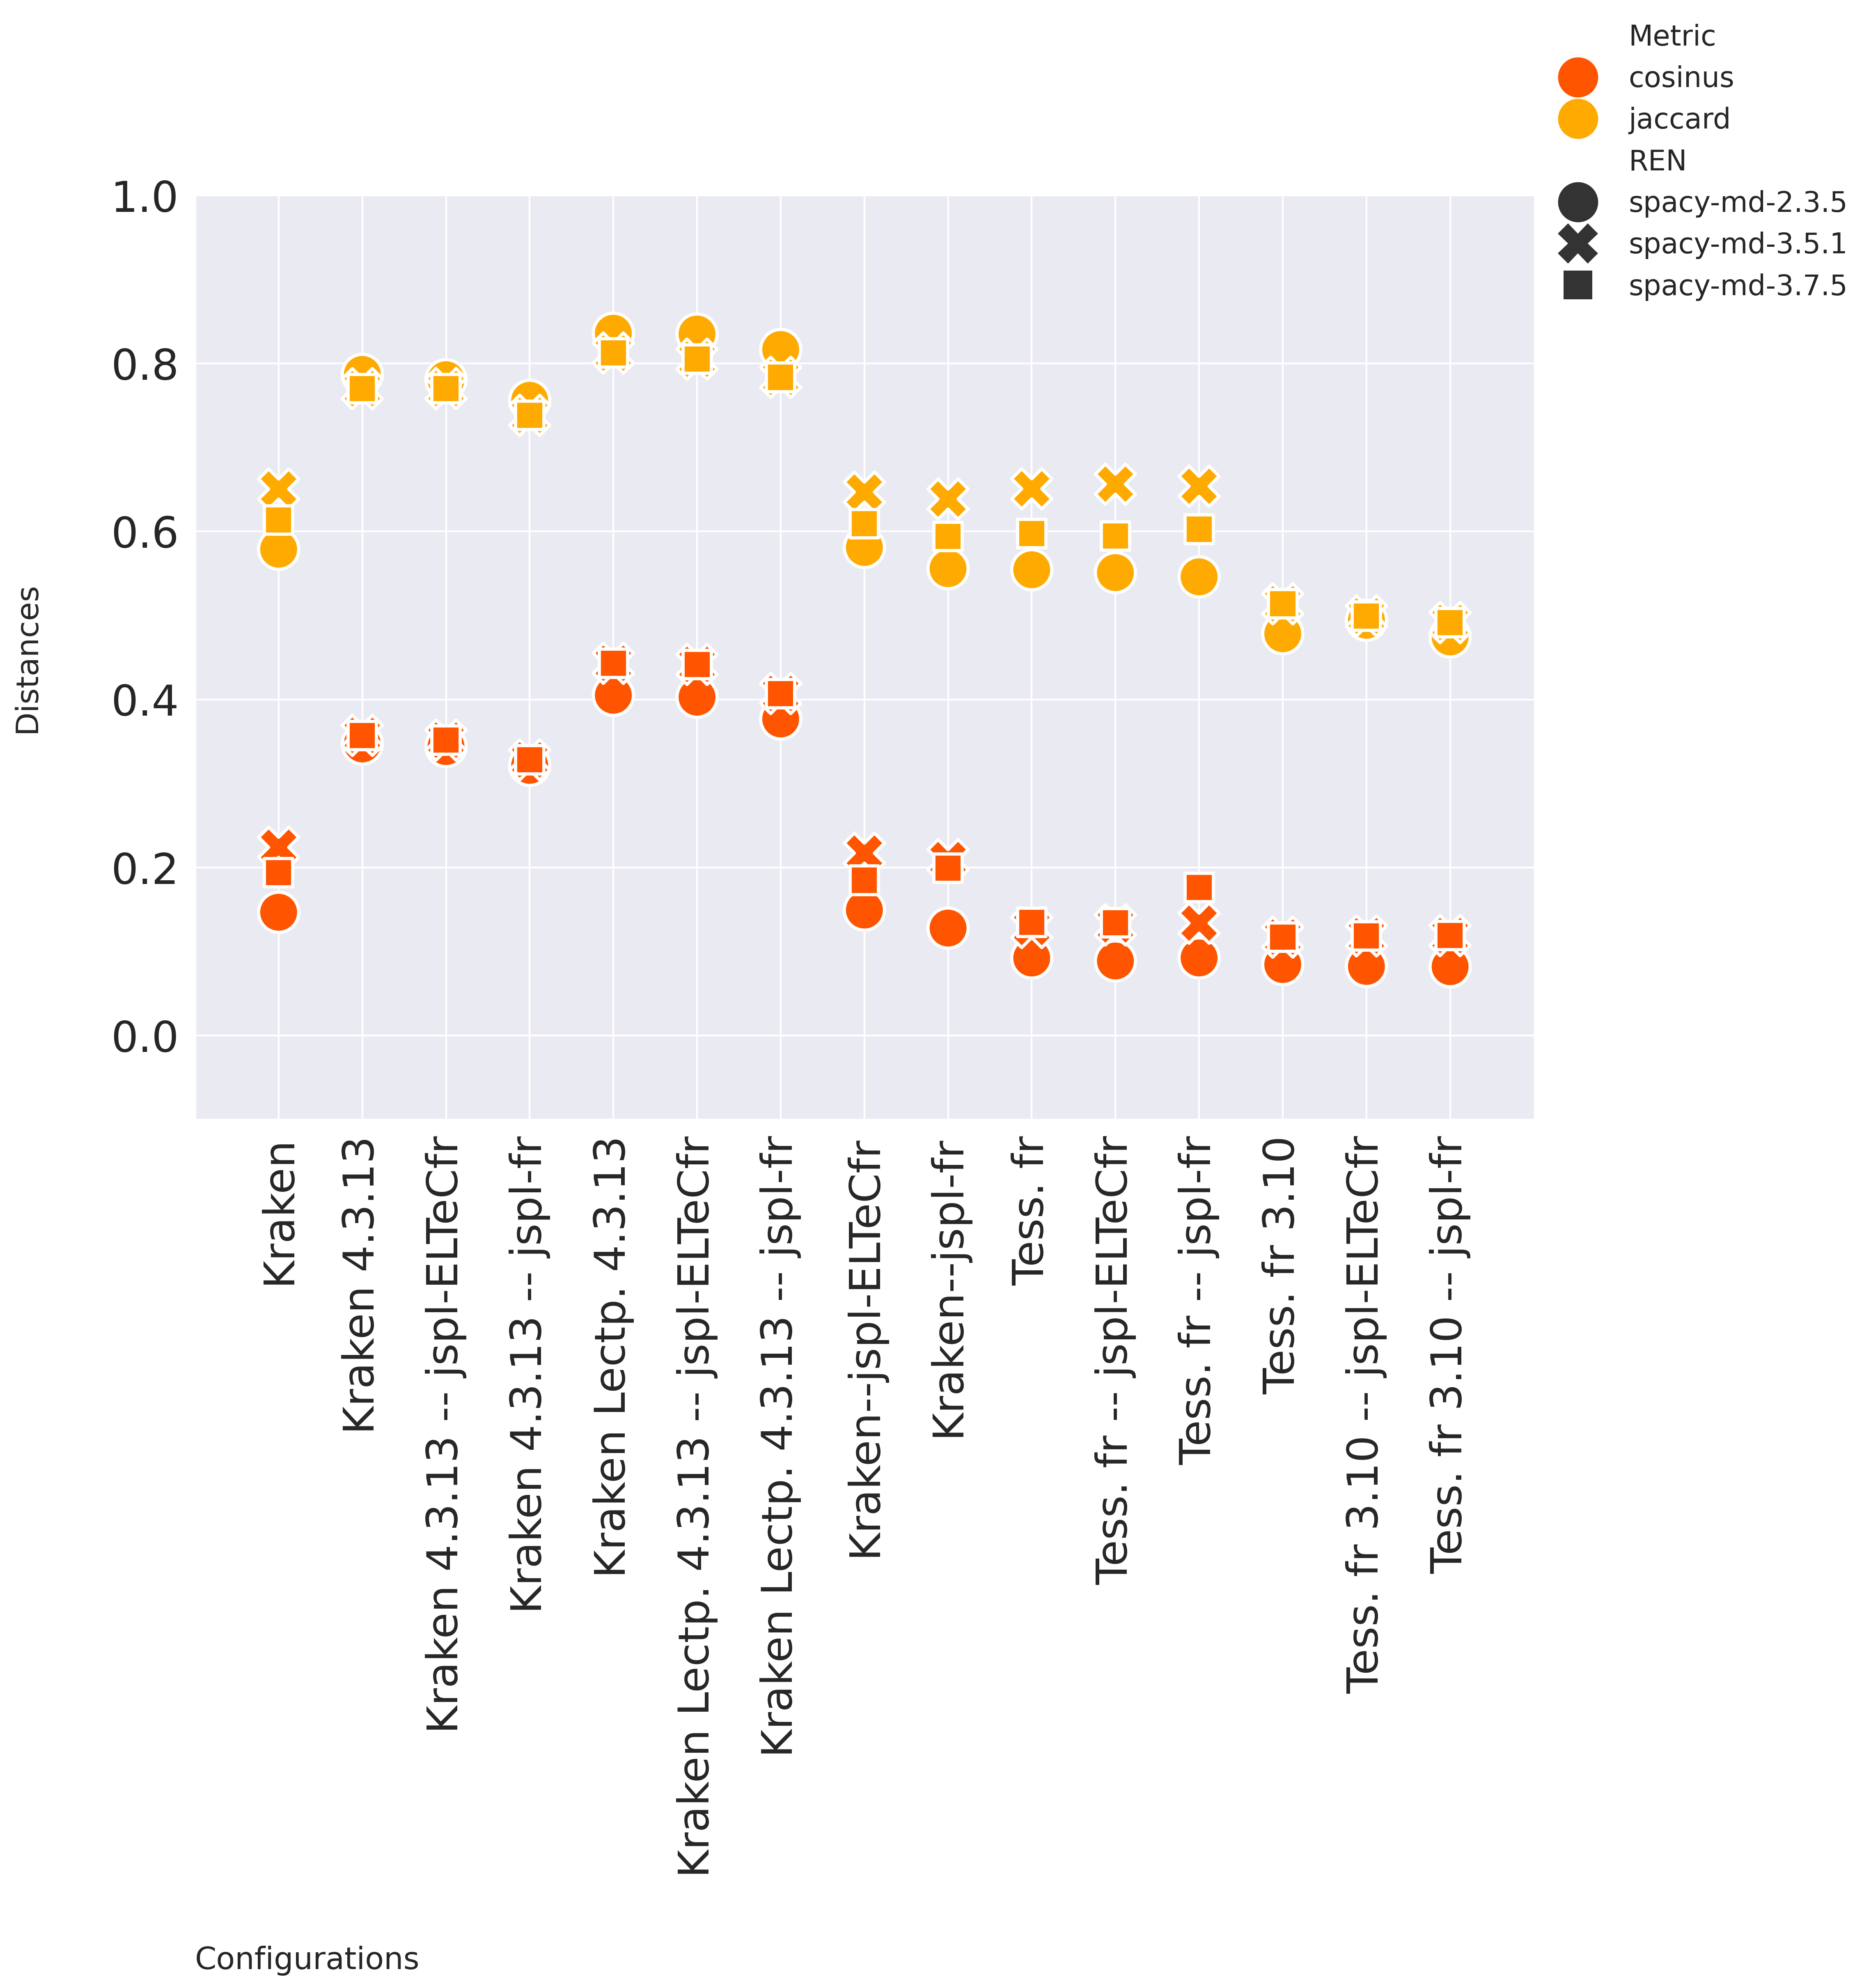 Metric
cosinus
jaccard
REN
spacy-md-2.3.5
spacy-md-3.5.1
spacy-md-3.7.5
1.0
0.8
0.6
0.4
0.2
0.0
Distances
Kraken
Kraken 4.3.13
Kraken 4.3.13 -- jspl-ELTeCfr
Kraken 4.3.13 -- jspl-fr
Kraken Lectp. 4.3.13
Kraken Lectp. 4.3.13 -- jspl-ELTeCfr
Kraken Lectp. 4.3.13 -- jspl-fr
Kraken--jspl-ELTeCfr
Kraken--jspl-fr
Tess. fr
Tess. fr -- jspl-ELTeCfr
Tess. fr -- jspl-fr
Tess. fr 3.10
Tess. fr 3.10 -- jspl-ELTeCfr
Tess. fr 3.10 -- jspl-fr
Configurations